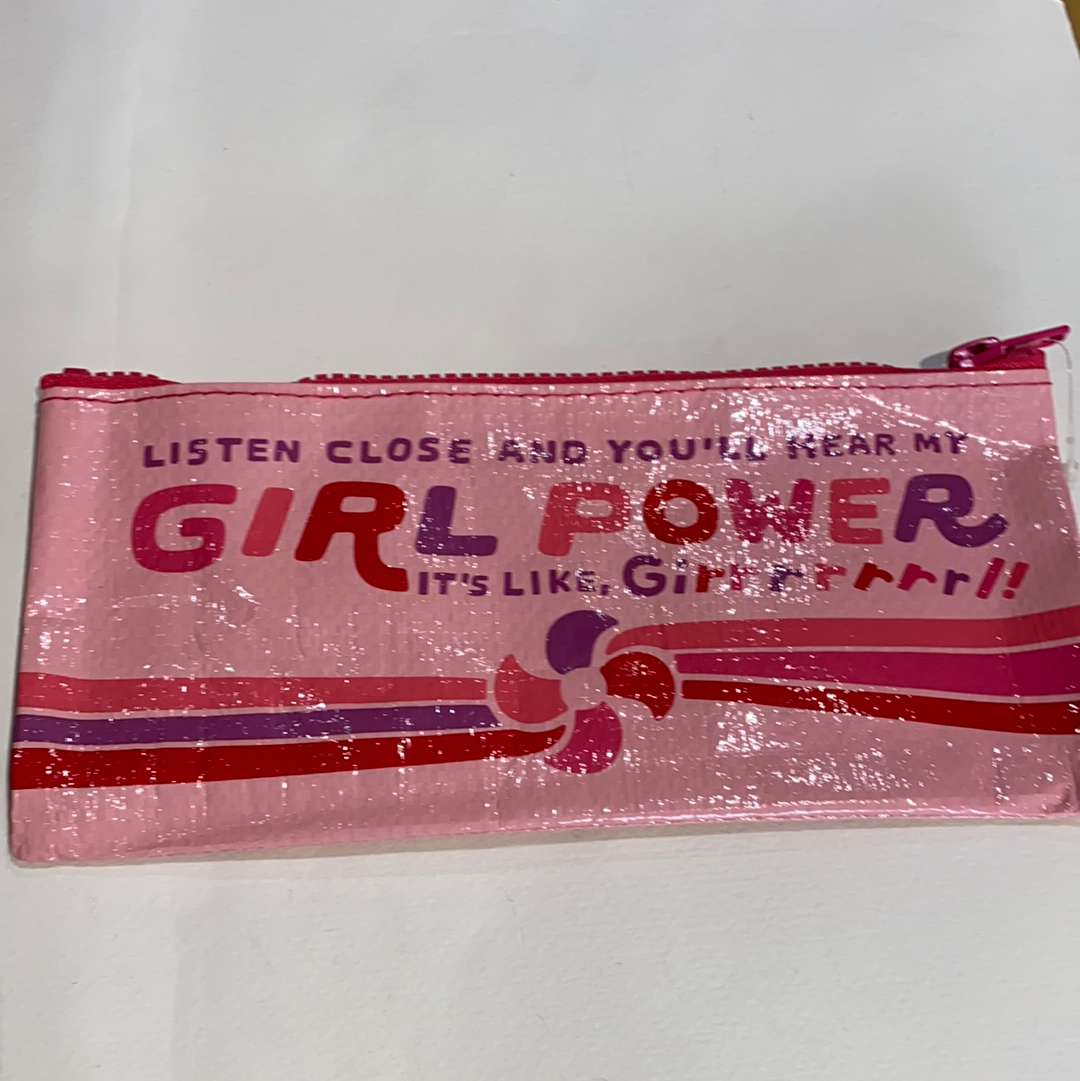 LISTEN CLOSE AND YOU'LL HEAR MY
GIRL POWER
IT'S LIKE, Girrrrrrrrl!!